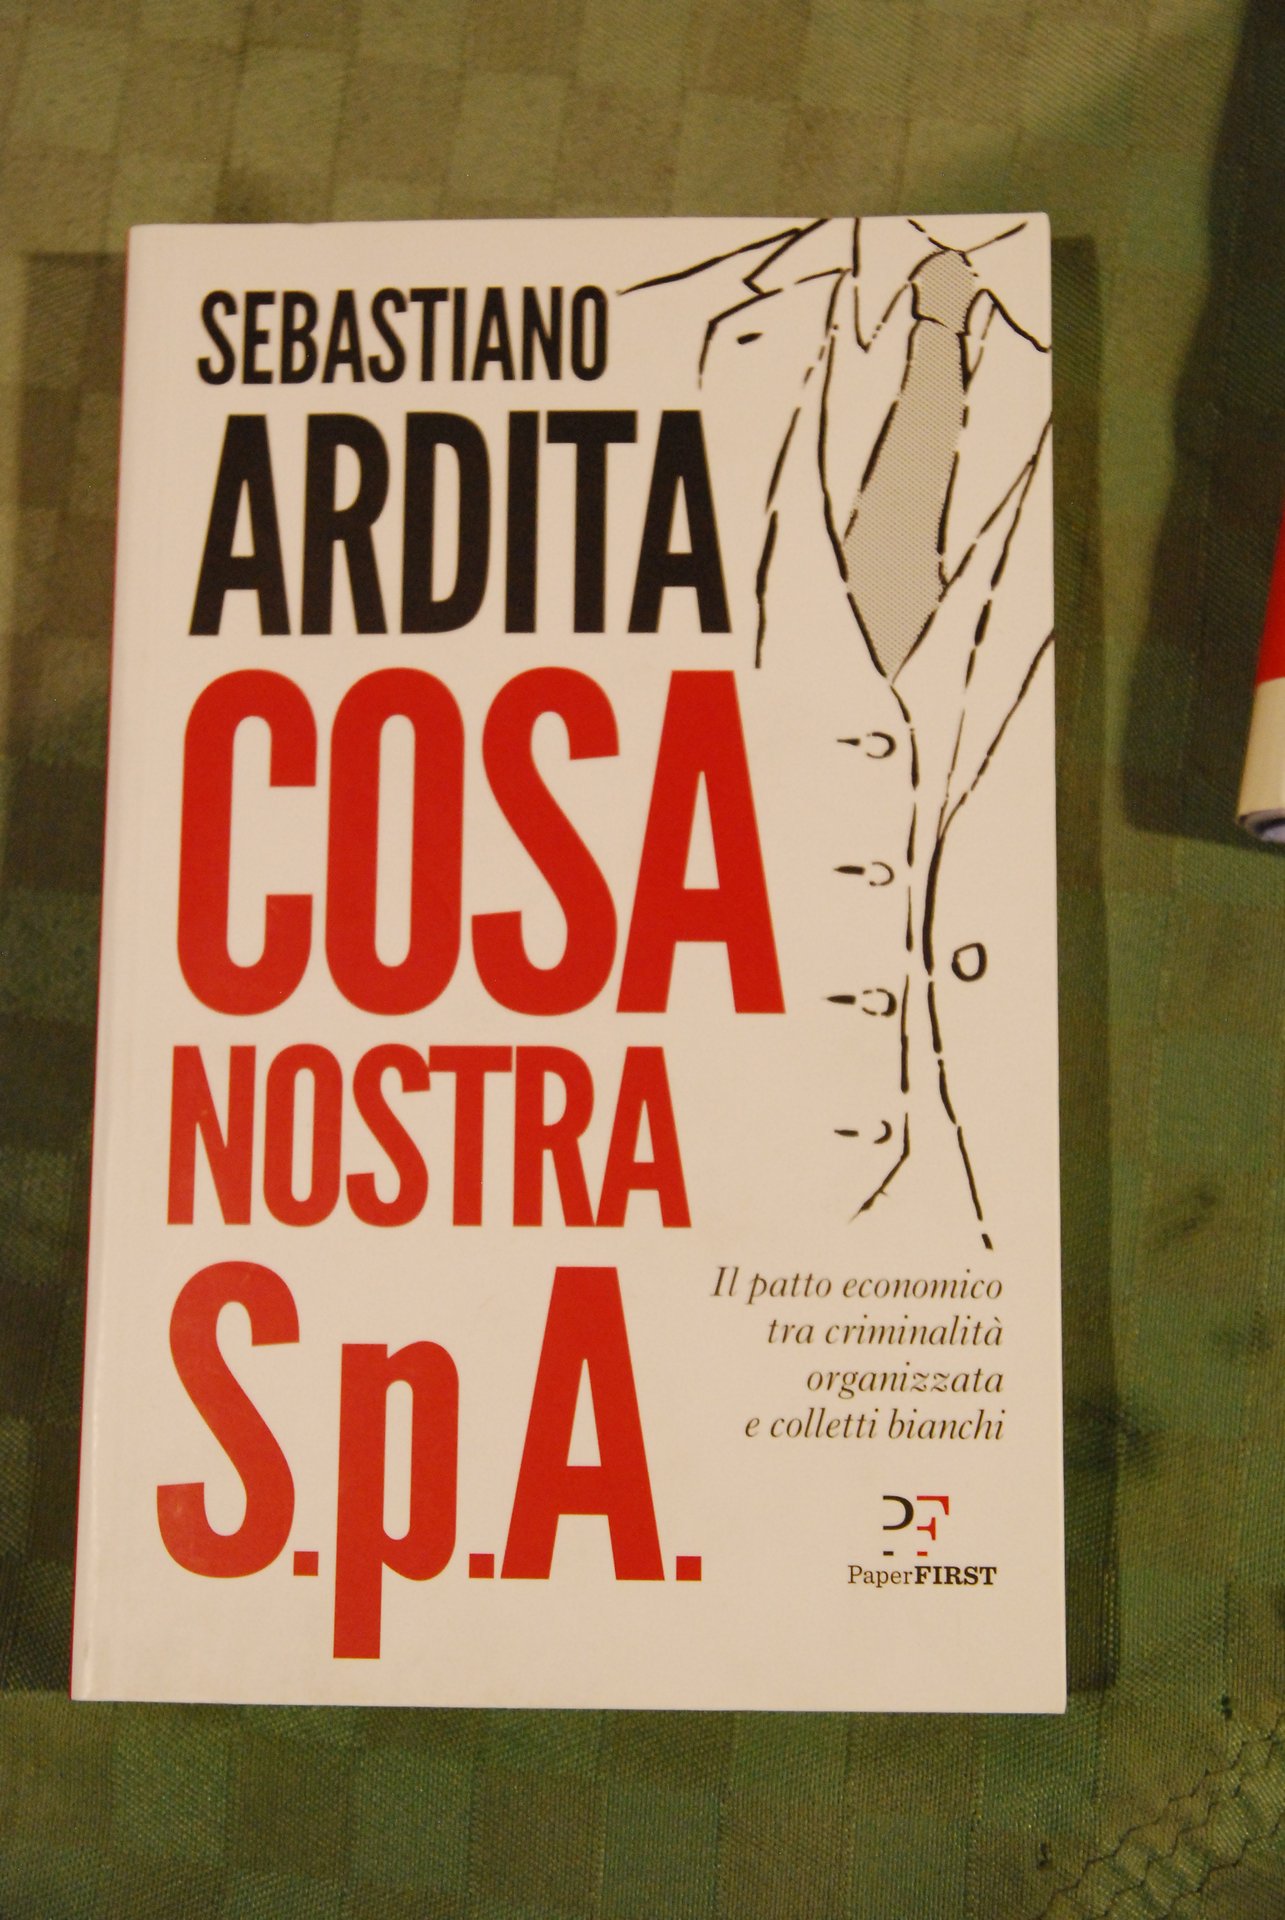 SEBASTIANO
ARDITA
COSA
NOSTRA
S.p.A.
Il patto economico
tra criminalità
organizzata
e colletti bianchi
PF
PaperFIRST